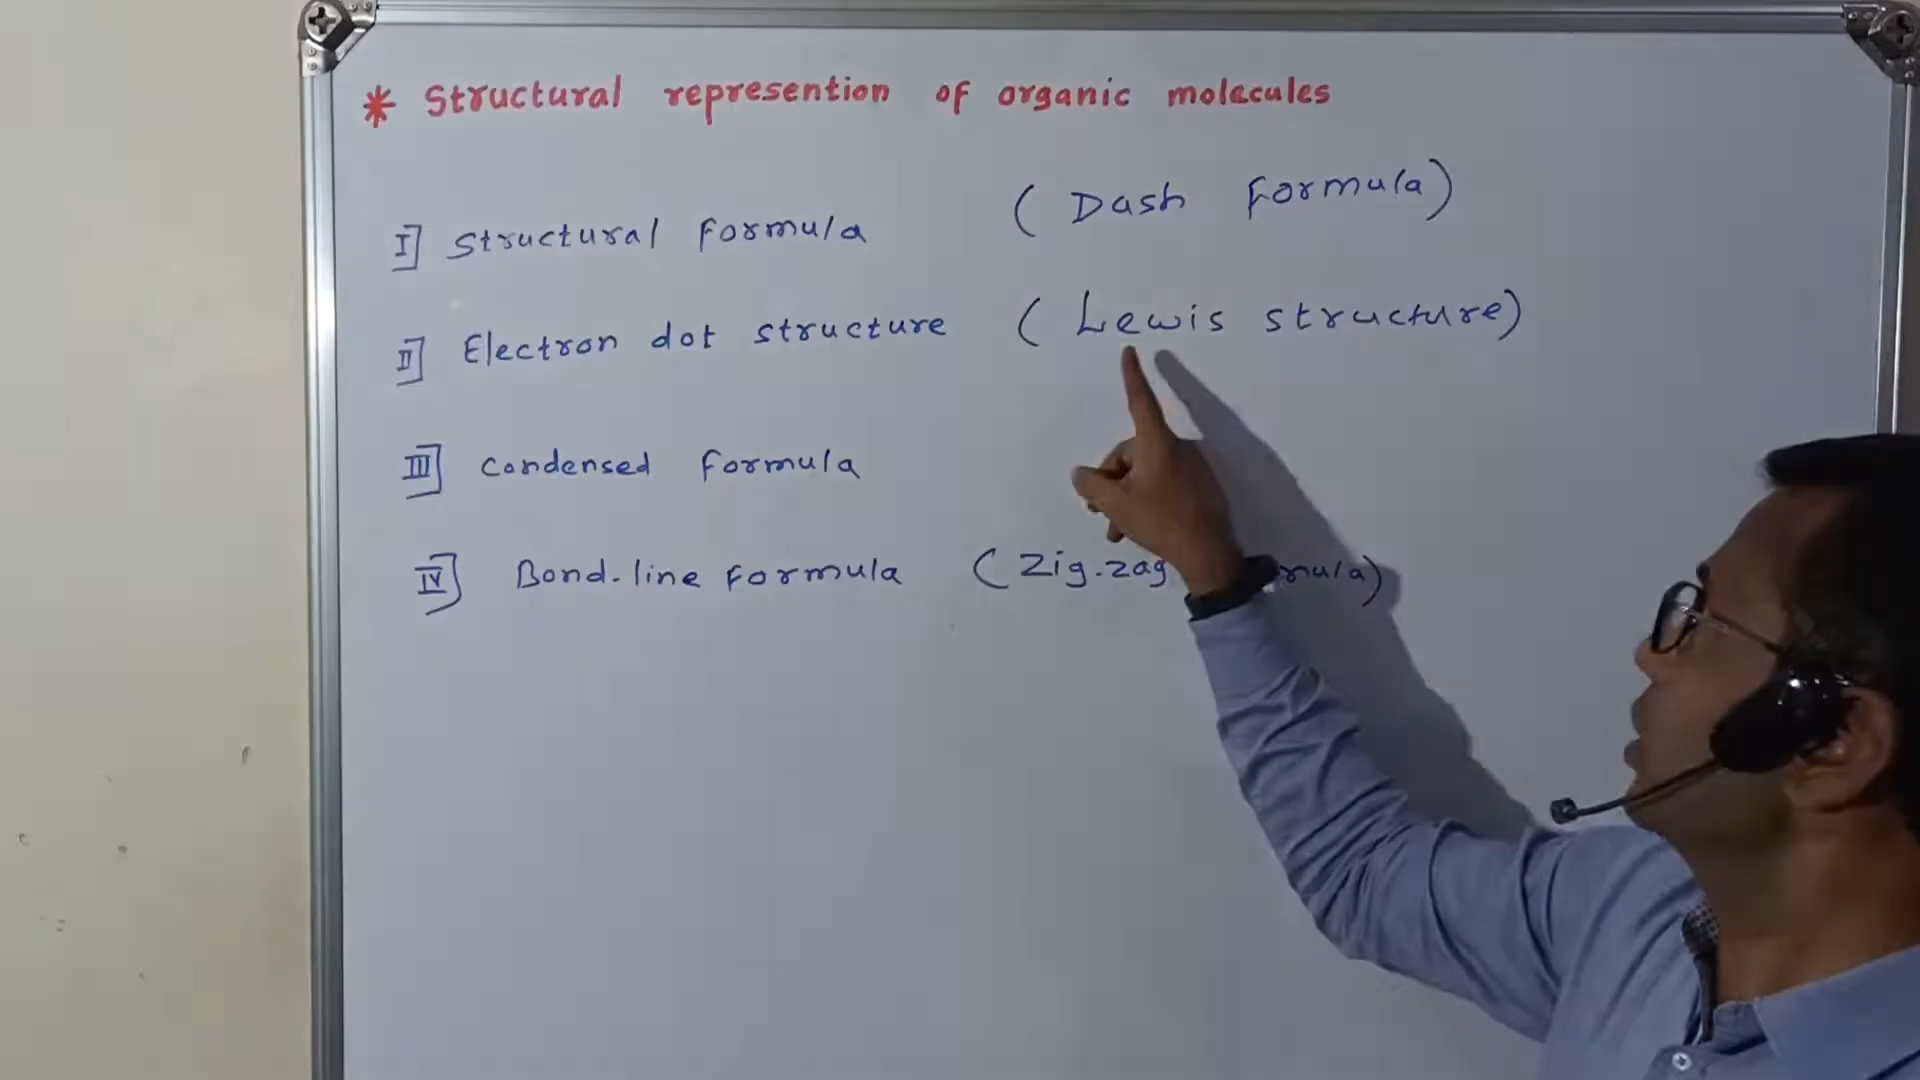 * Structural represention of organic molecules
I] Structural Formula (Dash Formula)
II] Electron dot structure (Lewis structure)
III] Condensed Formula
IV] Bond-line Formula (Zig-zag